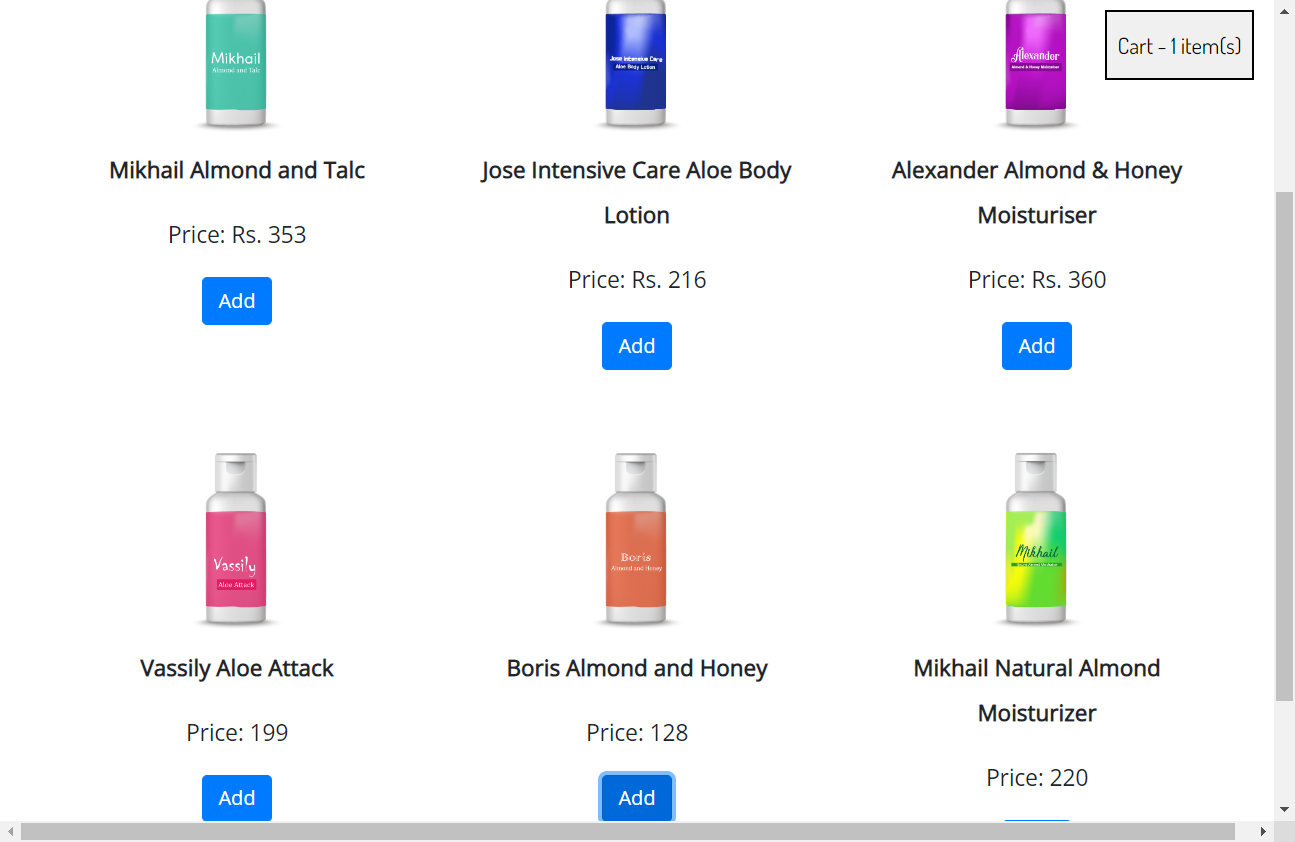 Mikhail
Almond and Talc
Jose Intensive Care
Aloe Body Lotion
Alexander
Almond & Honey Moisturiser
Cart - 1 item(s)
Mikhail Almond and Talc
Price: Rs. 353
Add
Jose Intensive Care Aloe Body
Lotion
Price: Rs. 216
Add
Alexander Almond & Honey
Moisturiser
Price: Rs. 360
Add
Vassily
Aloe Attack
Boris
Almond and Honey
Mikhail
Vassily Aloe Attack
Price: 199
Add
Boris Almond and Honey
Price: 128
Add
Mikhail Natural Almond
Moisturizer
Price: 220